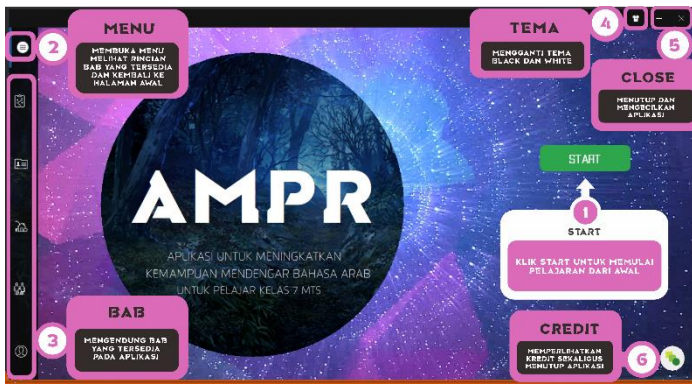 MENU
MEMBUKA MENU
MELIHAT RINCIAN
BAB YANG TERSEDIA
DAN KEMBALI KE
HALAMAN AWAL
2
TEMA
MENGGANTI TEMA
BLACK DAN WHITE
4
5
CLOSE
MENUTUP DAN
MENGECILKAN
APLIKASI
START
1
START
KLIK START UNTUK MEMULAI
PELAJARAN DARI AWAL
AMPR
APLIKASI UNTUK MENINGKATKAN
KEMAMPUAN MENDENGAR BAHASA ARAB
UNTUK PELAJAR KELAS 7 MTS
BAB
MENGENDUNG BAB
YANG TERSEDIA
PADA APLIKASI
3
CREDIT
MEMPERLEHATKAN
KREDIT SEKALIGUS
MENUTUP APLIKASI
6